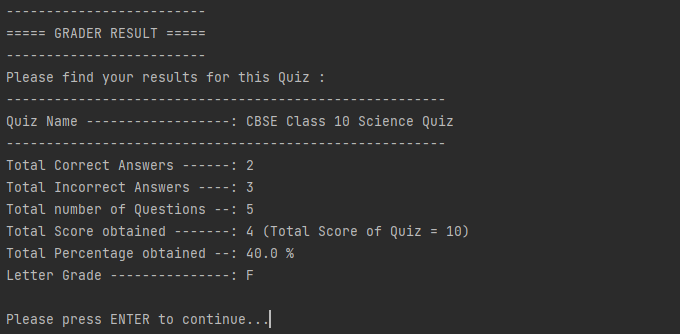 -------------------------
===== GRADER RESULT =====
-------------------------
Please find your results for this Quiz :
-------------------------------------------------------
Quiz Name ------------------: CBSE Class 10 Science Quiz
-------------------------------------------------------
Total Correct Answers ------: 2
Total Incorrect Answers ----: 3
Total number of Questions --: 5
Total Score obtained -------: 4 (Total Score of Quiz = 10)
Total Percentage obtained --: 40.0 %
Letter Grade ---------------: F
Please press ENTER to continue...